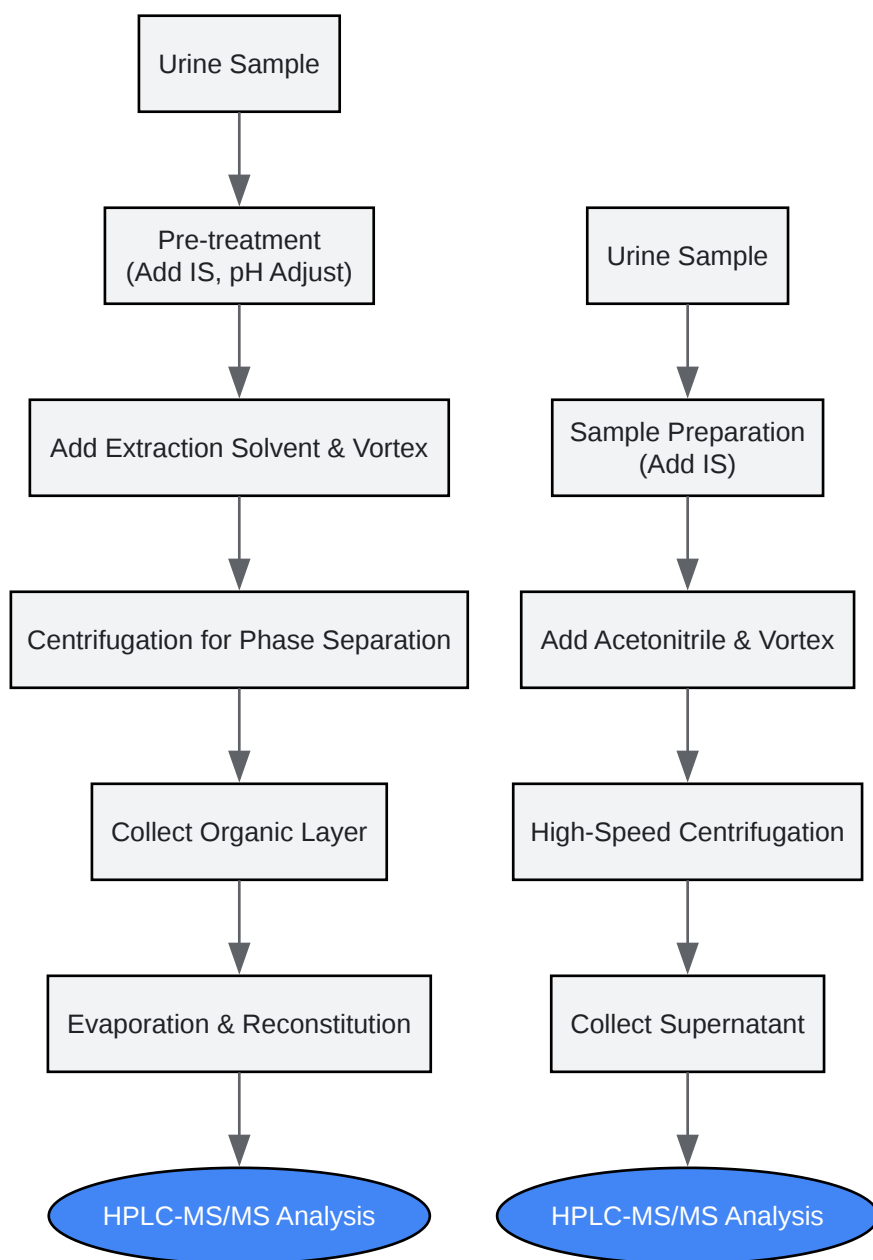 Urine Sample
Pre-treatment
(Add IS, pH Adjust)
Add Extraction Solvent & Vortex
Centrifugation for Phase Separation
Collect Organic Layer
Evaporation & Reconstitution
HPLC-MS/MS Analysis
Urine Sample
Sample Preparation
(Add IS)
Add Acetonitrile & Vortex
High-Speed Centrifugation
Collect Supernatant
HPLC-MS/MS Analysis